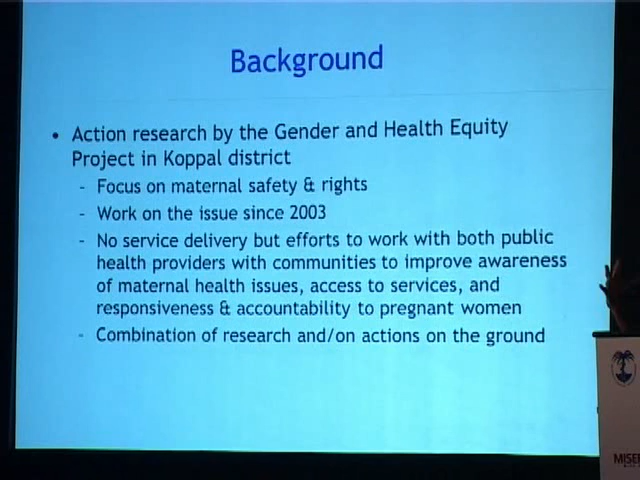 Background
• Action research by the Gender and Health Equity
Project in Koppal district
- Focus on maternal safety & rights
- Work on the issue since 2003
- No service delivery but efforts to work with both public
health providers with communities to improve awareness
of maternal health issues, access to services, and
responsiveness & accountability to pregnant women
- Combination of research and/on actions on the ground